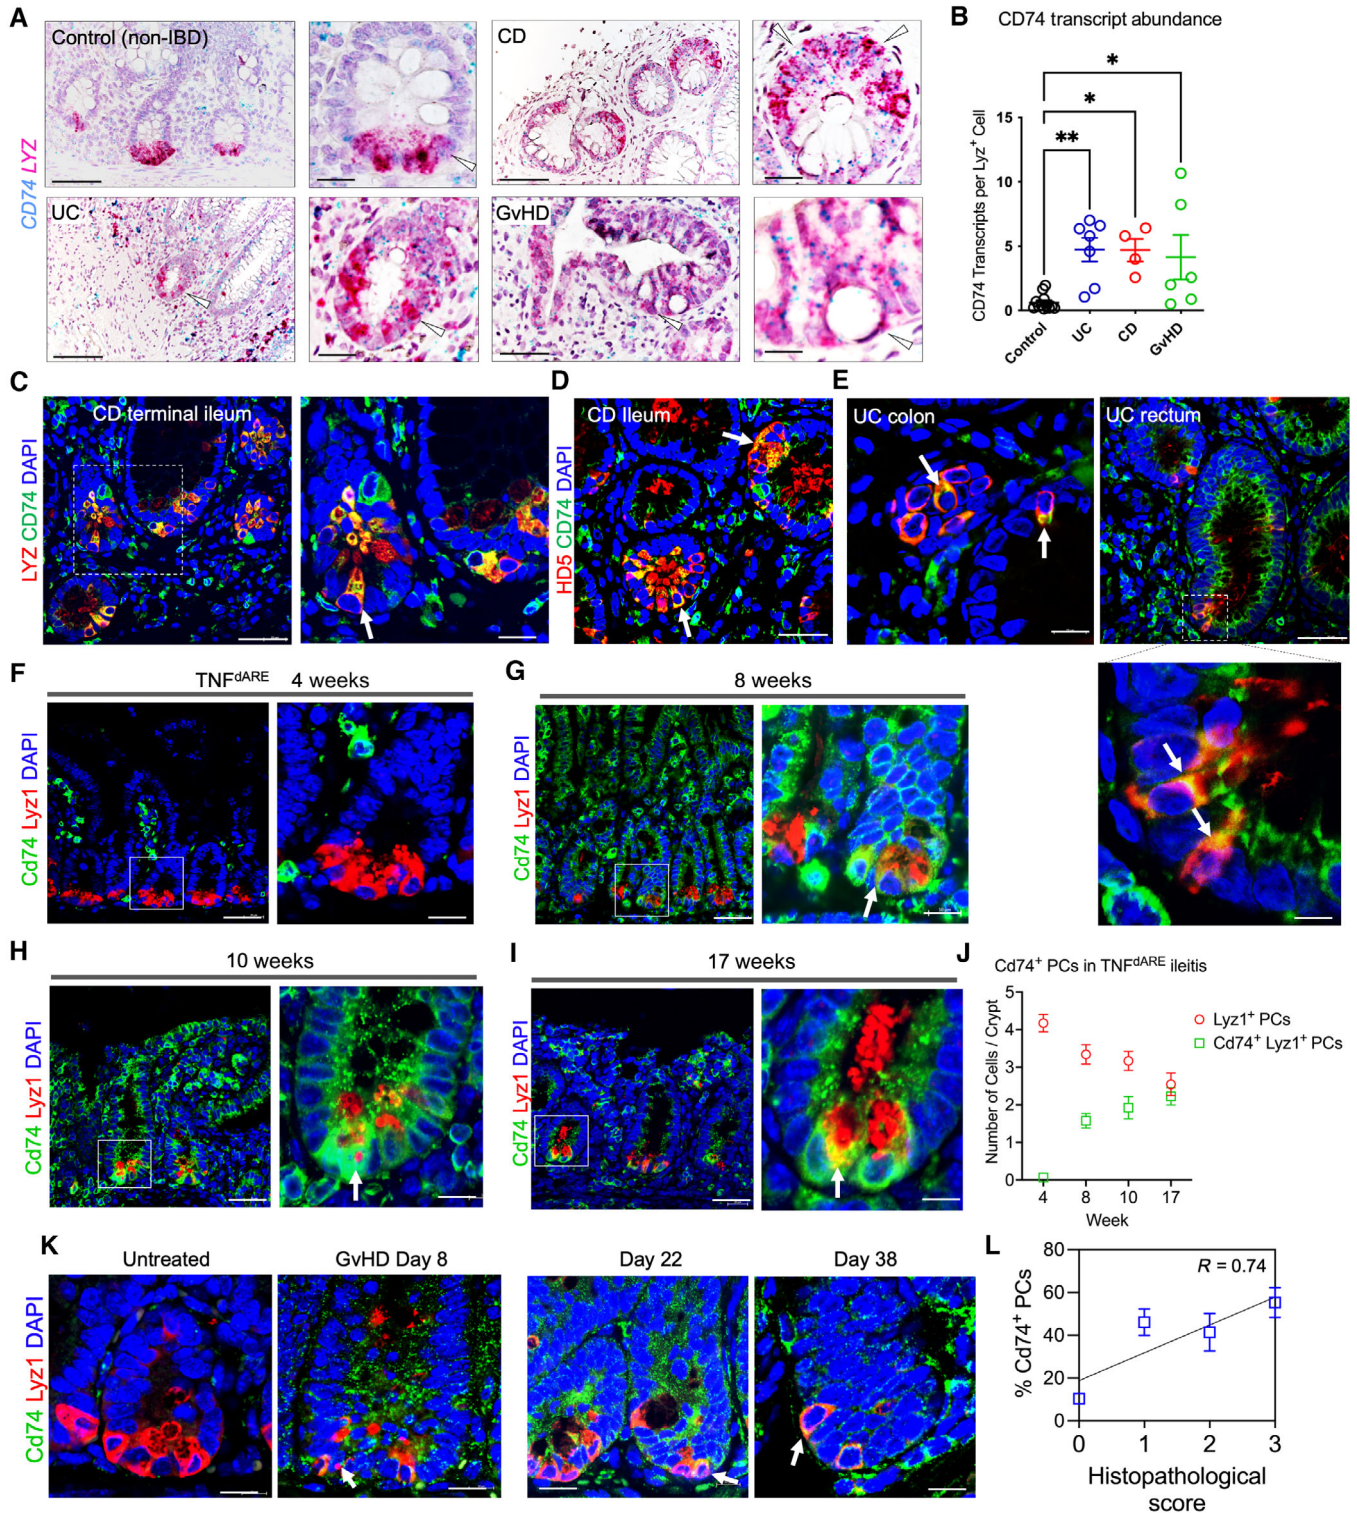 A
CD74 LYZ
Control (non-IBD)
CD
UC
GvHD
B
CD74 transcript abundance
CD74 Transcripts per Lyz+ Cell
*
*
**
15
10
5
0
Control
UC
CD
GvHD
C
LYZ CD74 DAPI
CD terminal ileum
D
HD5 CD74 DAPI
CD Ileum
E
UC colon
UC rectum
F
TNFdARE 4 weeks
Cd74 Lyz1 DAPI
G
8 weeks
Cd74 Lyz1 DAPI
H
10 weeks
Cd74 Lyz1 DAPI
I
17 weeks
Cd74 Lyz1 DAPI
J
Cd74+ PCs in TNFdARE ileitis
Number of Cells / Crypt
5
4
3
2
1
0
4 8 10 17
Week
Lyz1+ PCs
Cd74+ Lyz1+ PCs
K
Cd74 Lyz1 DAPI
Untreated
GvHD Day 8
Day 22
Day 38
L
% Cd74+ PCs
80
60
40
20
0
R = 0.74
0 1 2 3
Histopathological
score